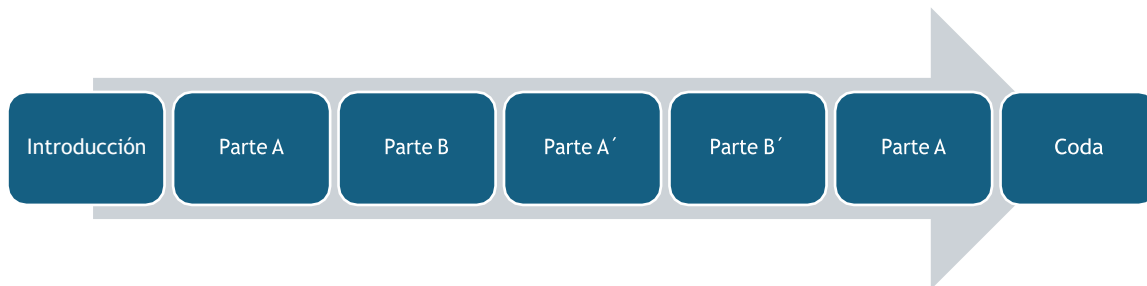 Introducción
Parte A
Parte B
Parte A´
Parte B´
Parte A
Coda